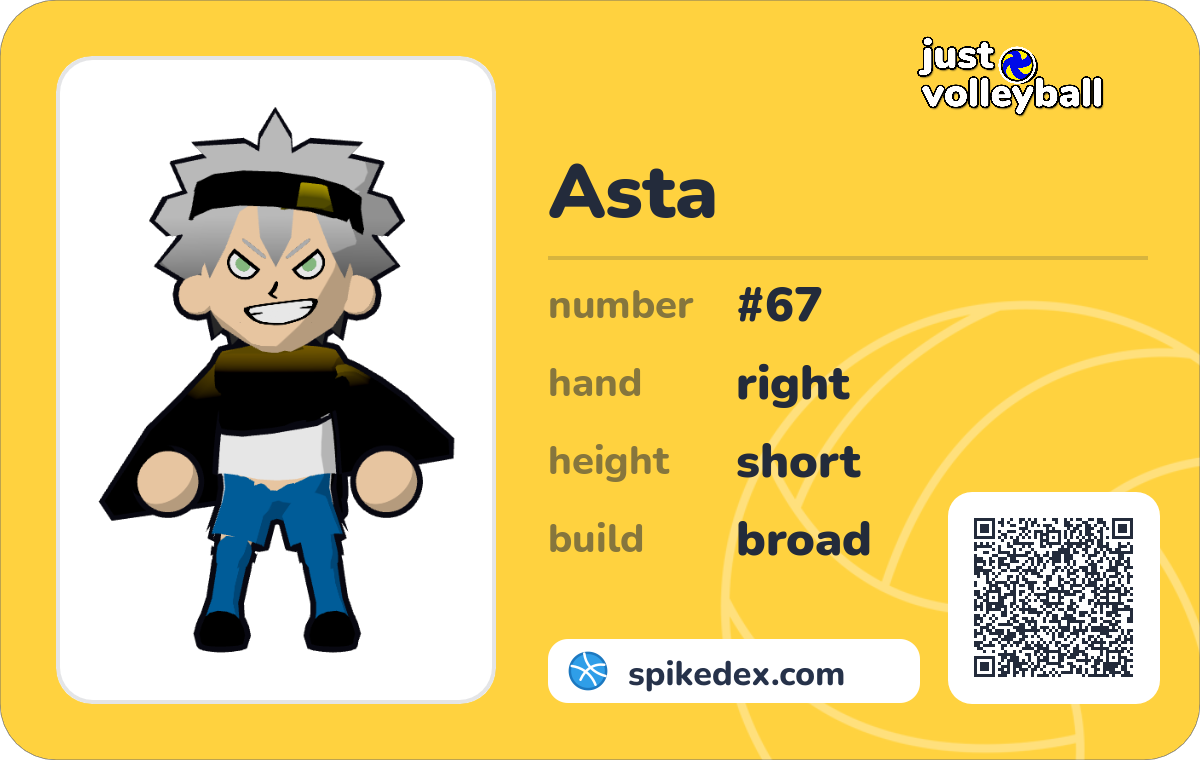 just
volleyball
Asta
number #67
hand right
height short
build broad
spikedex.com